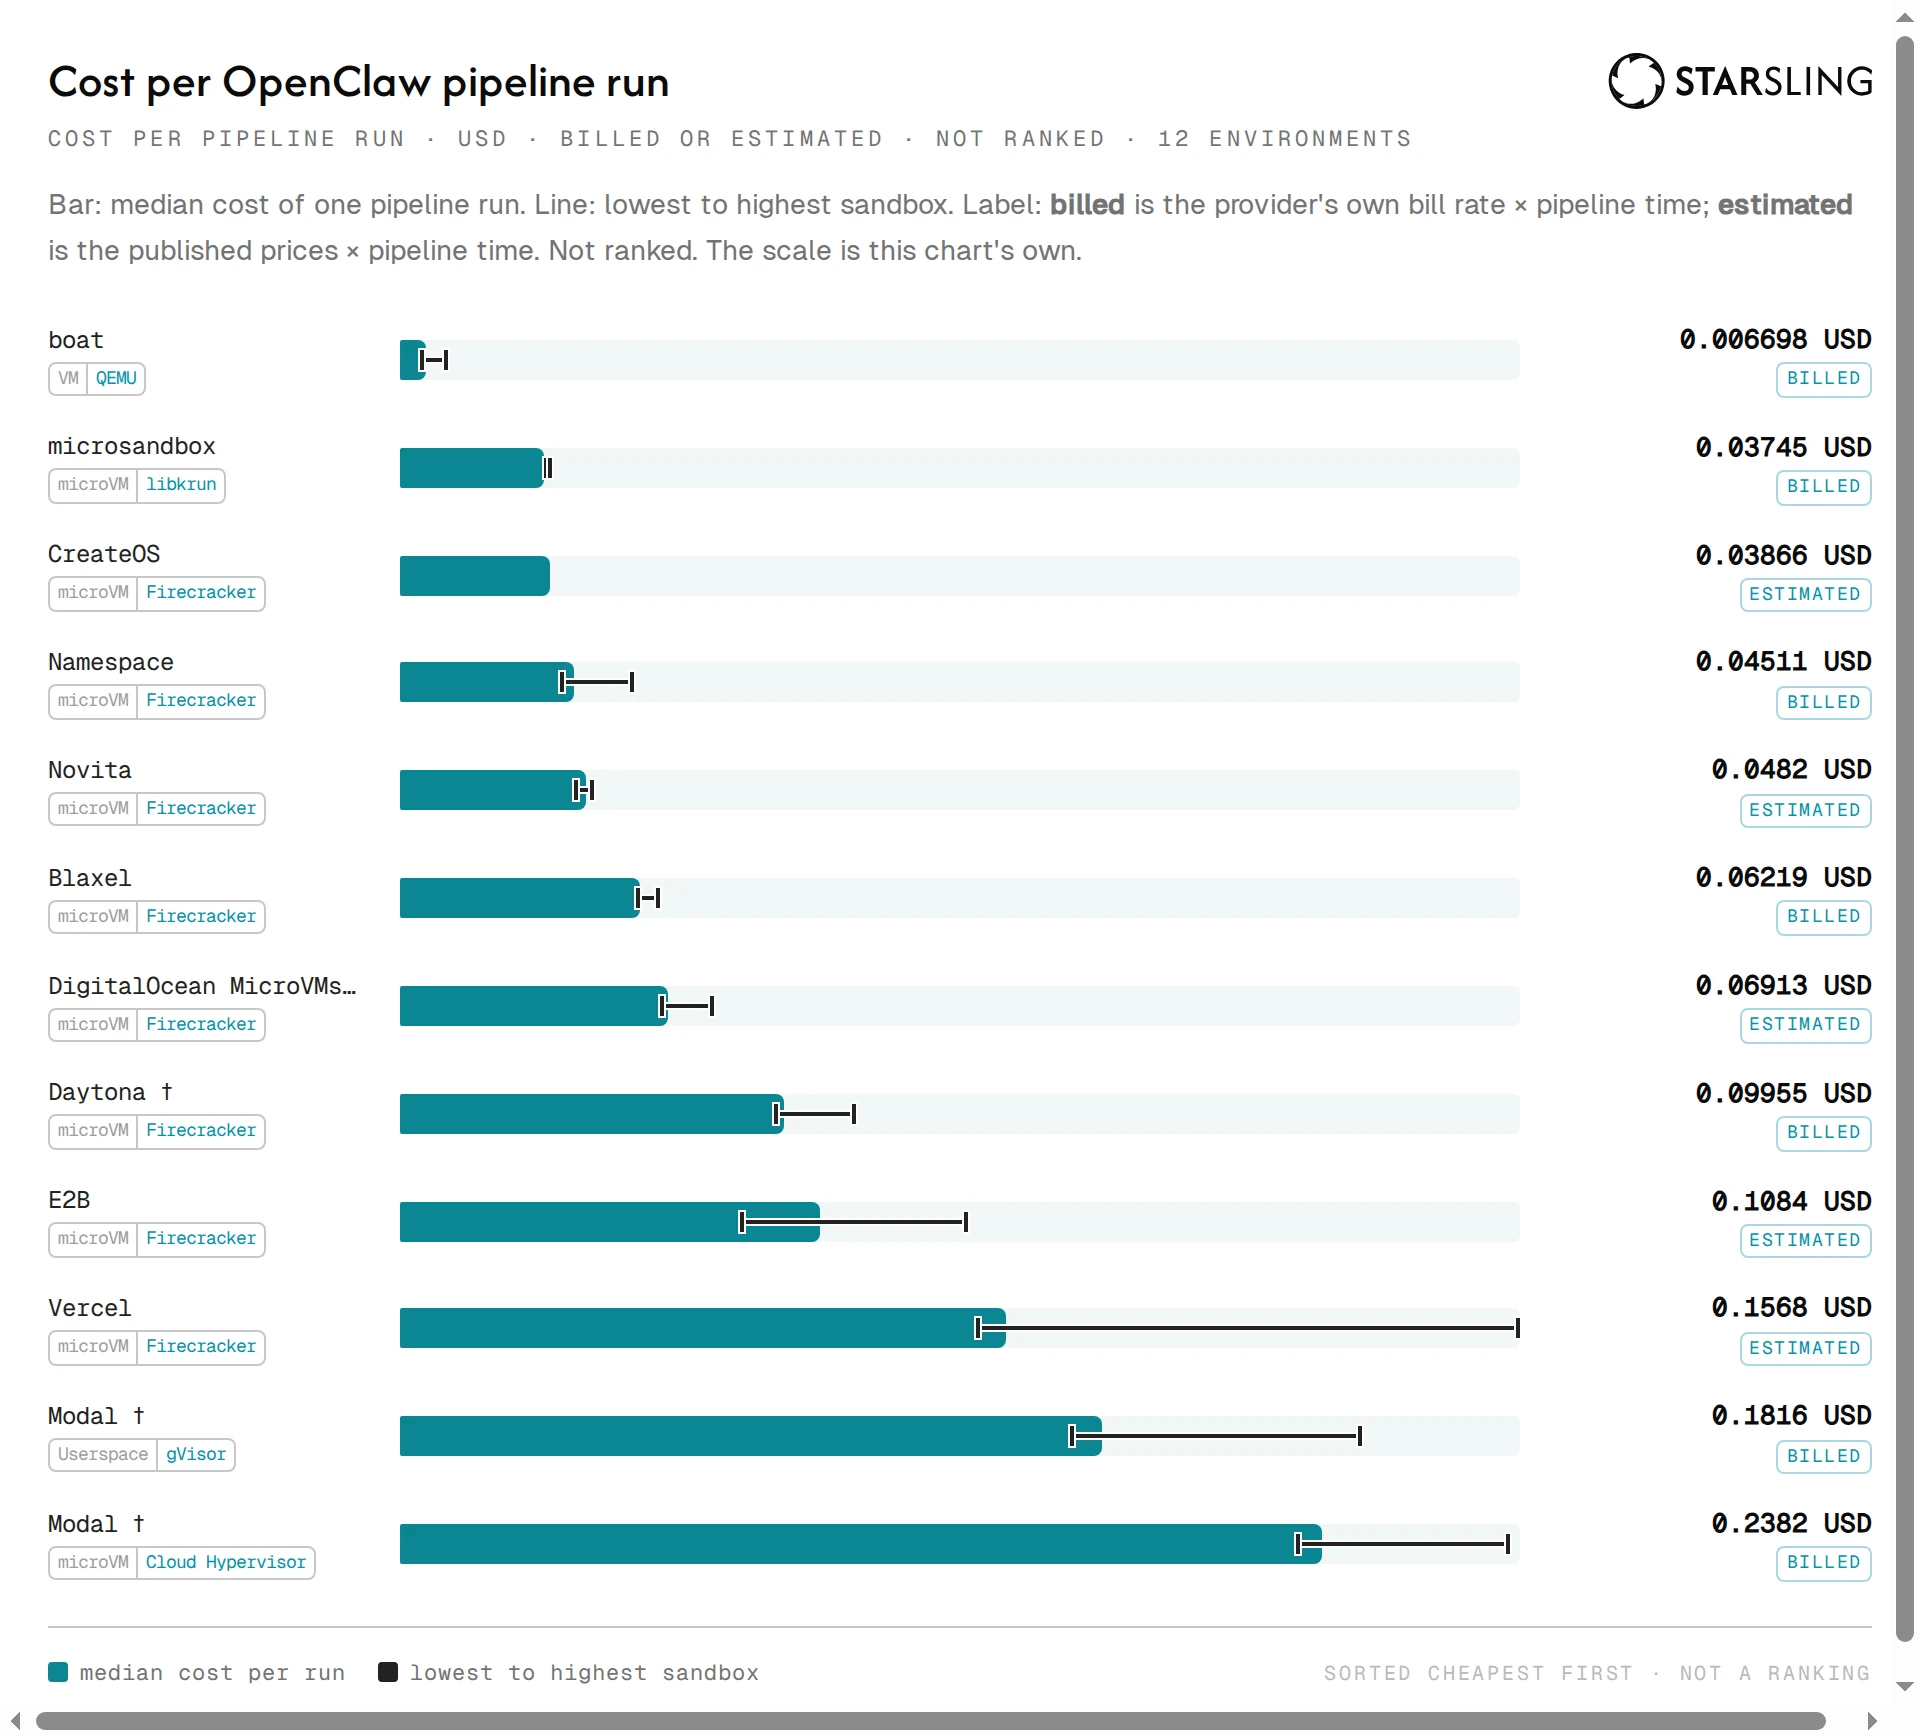 Cost per OpenClaw pipeline run
STARSLING
COST PER PIPELINE RUN · USD · BILLED OR ESTIMATED · NOT RANKED · 12 ENVIRONMENTS
Bar: median cost of one pipeline run. Line: lowest to highest sandbox. Label: billed is the provider's own bill rate × pipeline time; estimated
is the published prices × pipeline time. Not ranked. The scale is this chart's own.
boat
0.006698 USD
VM QEMU
BILLED
microsandbox
0.03745 USD
microVM libkrun
BILLED
CreateOS
0.03866 USD
microVM Firecracker
ESTIMATED
Namespace
0.04511 USD
microVM Firecracker
BILLED
Novita
0.0482 USD
microVM Firecracker
ESTIMATED
Blaxel
0.06219 USD
microVM Firecracker
BILLED
DigitalOcean MicroVMs…
0.06913 USD
microVM Firecracker
ESTIMATED
Daytona †
0.09955 USD
microVM Firecracker
BILLED
E2B
0.1084 USD
microVM Firecracker
ESTIMATED
Vercel
0.1568 USD
microVM Firecracker
ESTIMATED
Modal †
0.1816 USD
Userspace gVisor
BILLED
Modal †
0.2382 USD
microVM Cloud Hypervisor
BILLED
median cost per run
lowest to highest sandbox
SORTED CHEAPEST FIRST · NOT A RANKING